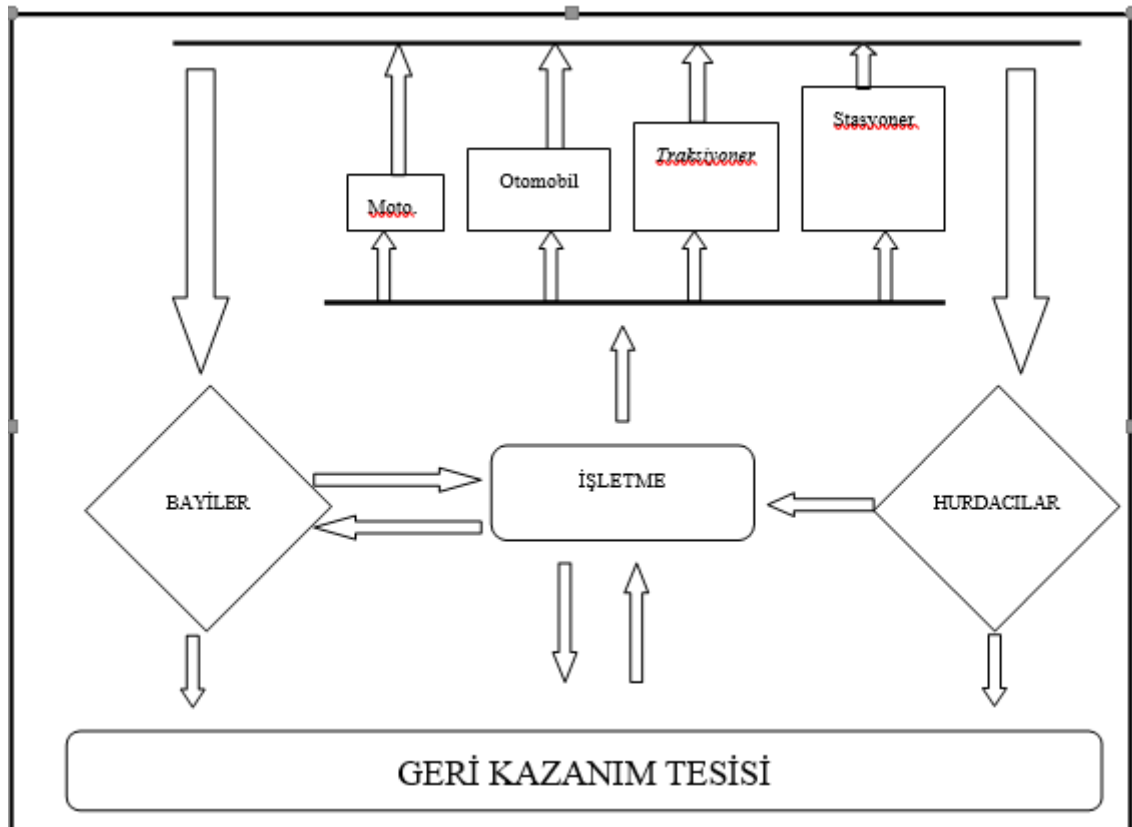 Stasyoner
Traksiyoner
Otomobil
Moto.
İŞLETME
BAYİLER
HURDACILAR
GERİ KAZANIM TESİSİ